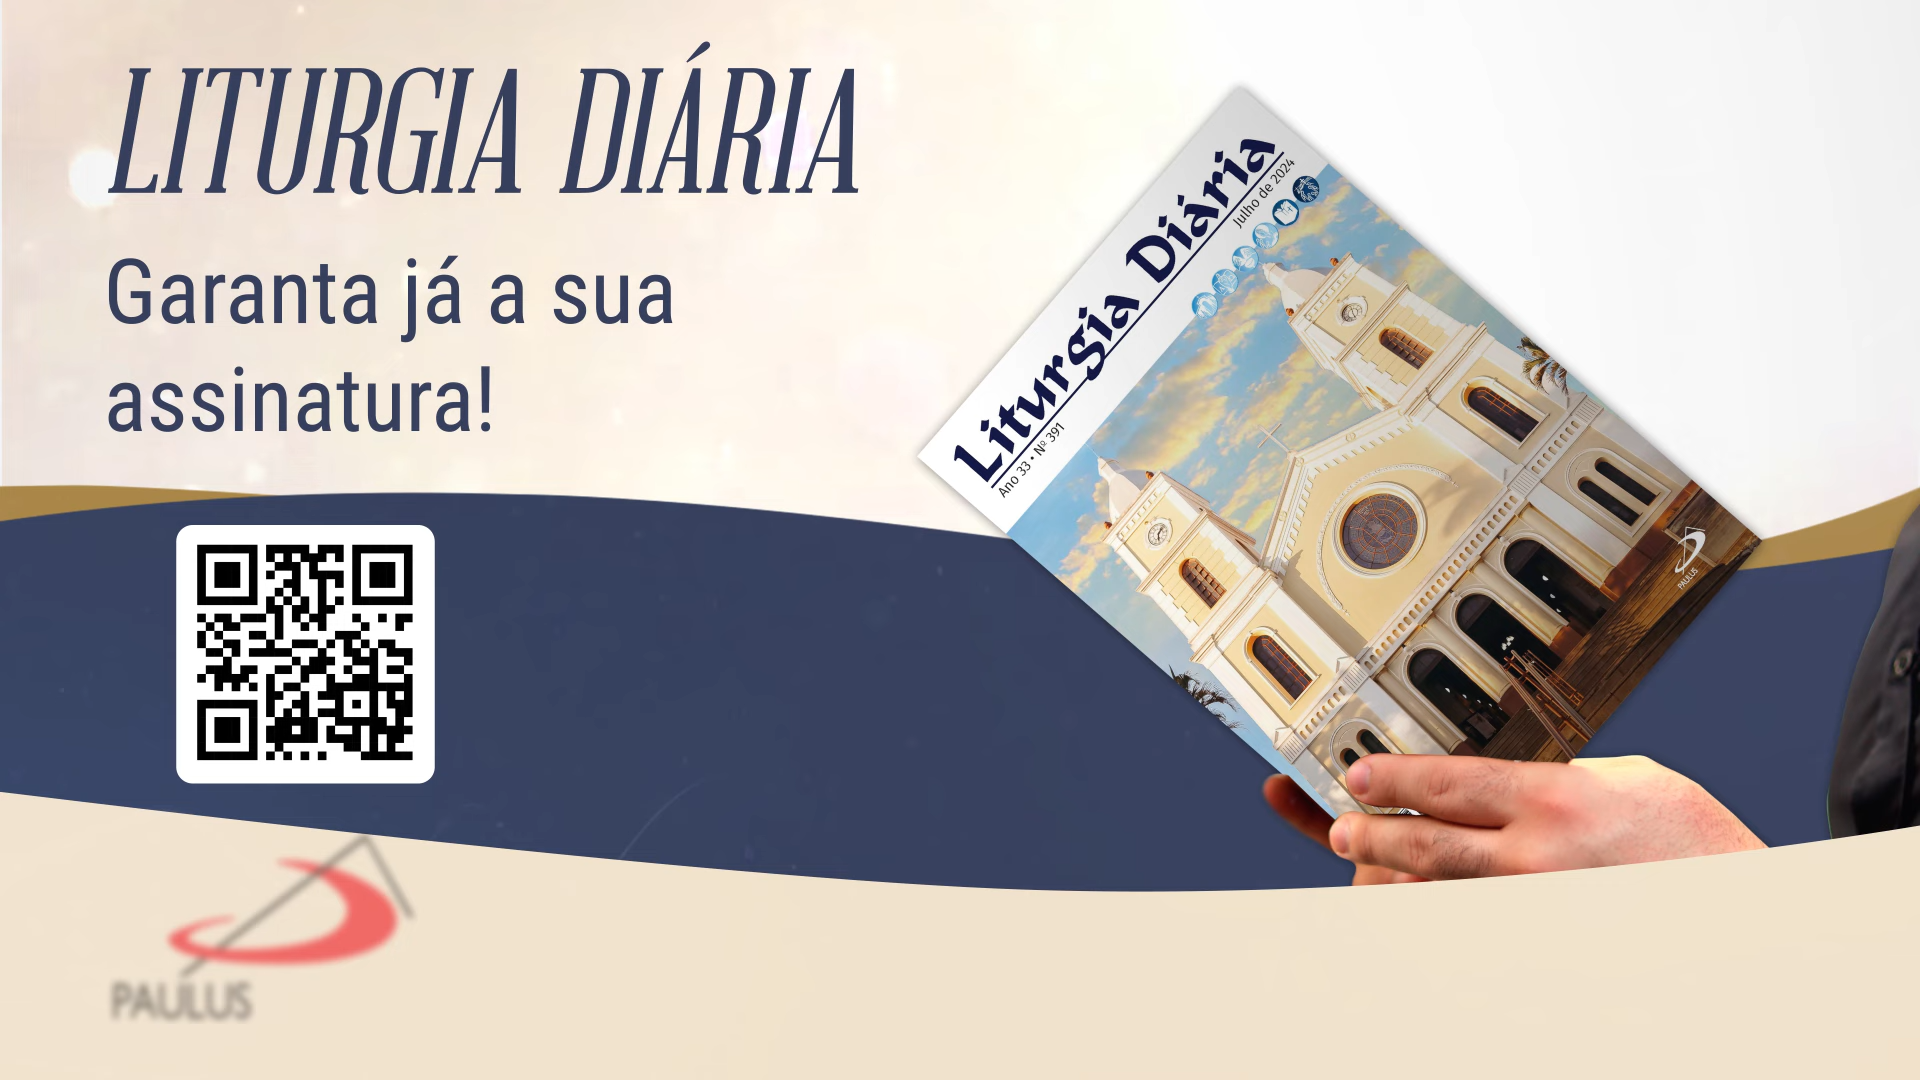 LITURGIA DIÁRIA
Garanta já a sua
assinatura!
Liturgia Diária
Ano 33 • Nº 391
Julho de 2024
PAULUS
PAULUS